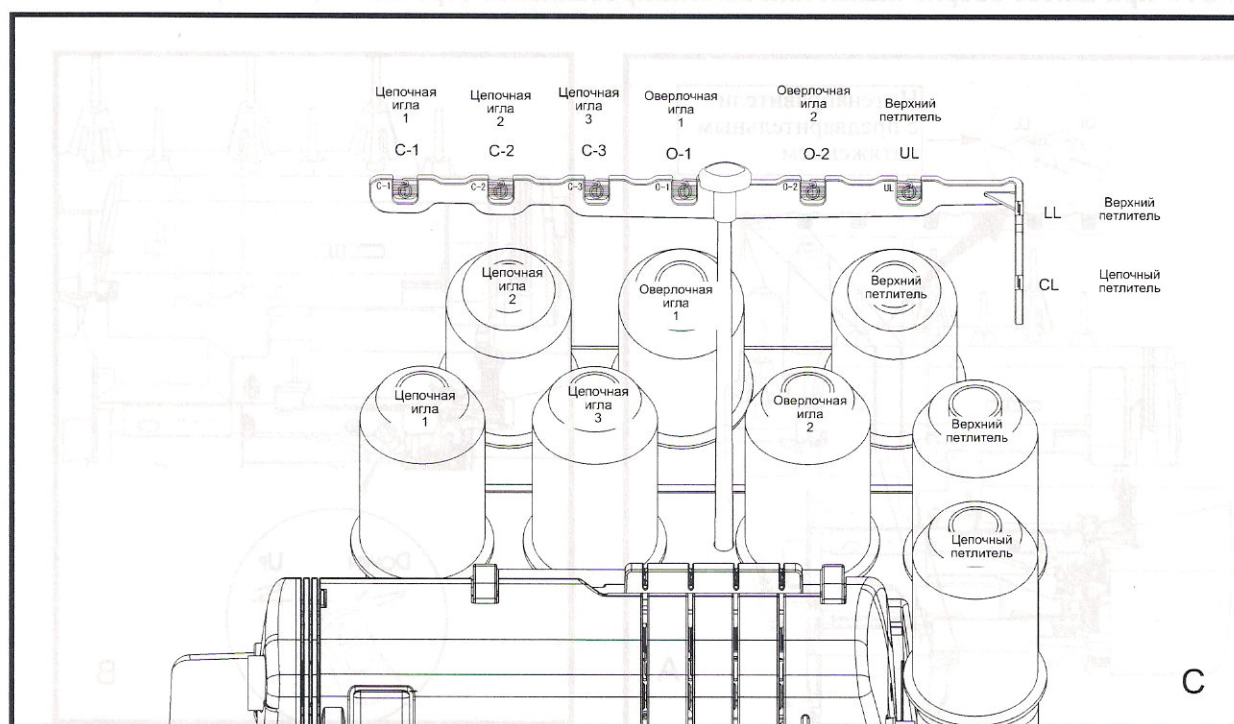 Цепочная
игла
1
Цепочная
игла
2
Цепочная
игла
3
Оверлочная
игла
1
Оверлочная
игла
2
Верхний
петлитель
C-1
C-2
C-3
O-1
O-2
UL
C-1
C-2
C-3
O-1
O-2
UL
LL
Верхний
петлитель
CL
Цепочный
петлитель
Цепочная
игла
2
Оверлочная
игла
1
Верхний
петлитель
Цепочная
игла
1
Цепочная
игла
3
Оверлочная
игла
2
Верхний
петлитель
Цепочный
петлитель
C